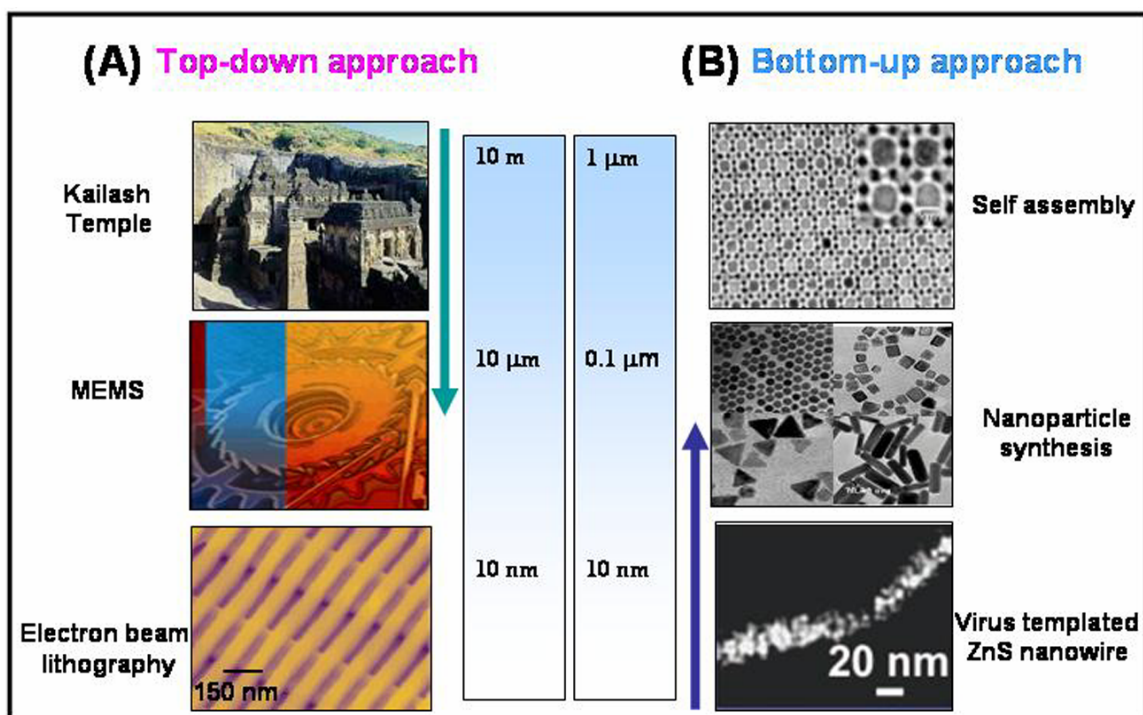 (A) Top-down approach
(B) Bottom-up approach
Kailash
Temple
10 m
1 μm
Self assembly
MEMS
10 μm
0.1 μm
Nanoparticle
synthesis
10 nm
10 nm
Electron beam
lithography
150 nm
20 nm
Virus templated
ZnS nanowire